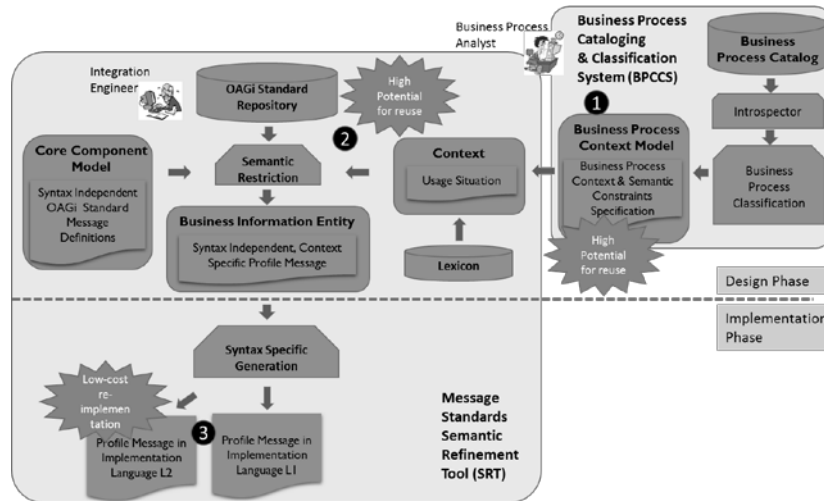 Business Process
Analyst
Business Process
Cataloging
& Classification
System (BPCCS)
Business
Process Catalog
Integration
Engineer
OAGi Standard
Repository
High
Potential
for reuse
1
Introspector
2
Core Component
Model
Syntax Independent
OAGi Standard
Message
Definitions
Semantic
Restriction
Context
Usage Situation
Business Process
Context Model
Business Process
Context & Semantic
Constraints
Specification
Business
Process
Classification
Business Information Entity
Syntax Independent, Context
Specific Profile Message
Lexicon
High
Potential
for reuse
Design Phase
Implementation
Phase
Syntax Specific
Generation
Low-cost
re-
implemen
tation
3
Profile Message in
Implementation
Language L2
Profile Message in
Implementation
Language L1
Message
Standards
Semantic
Refinement
Tool (SRT)